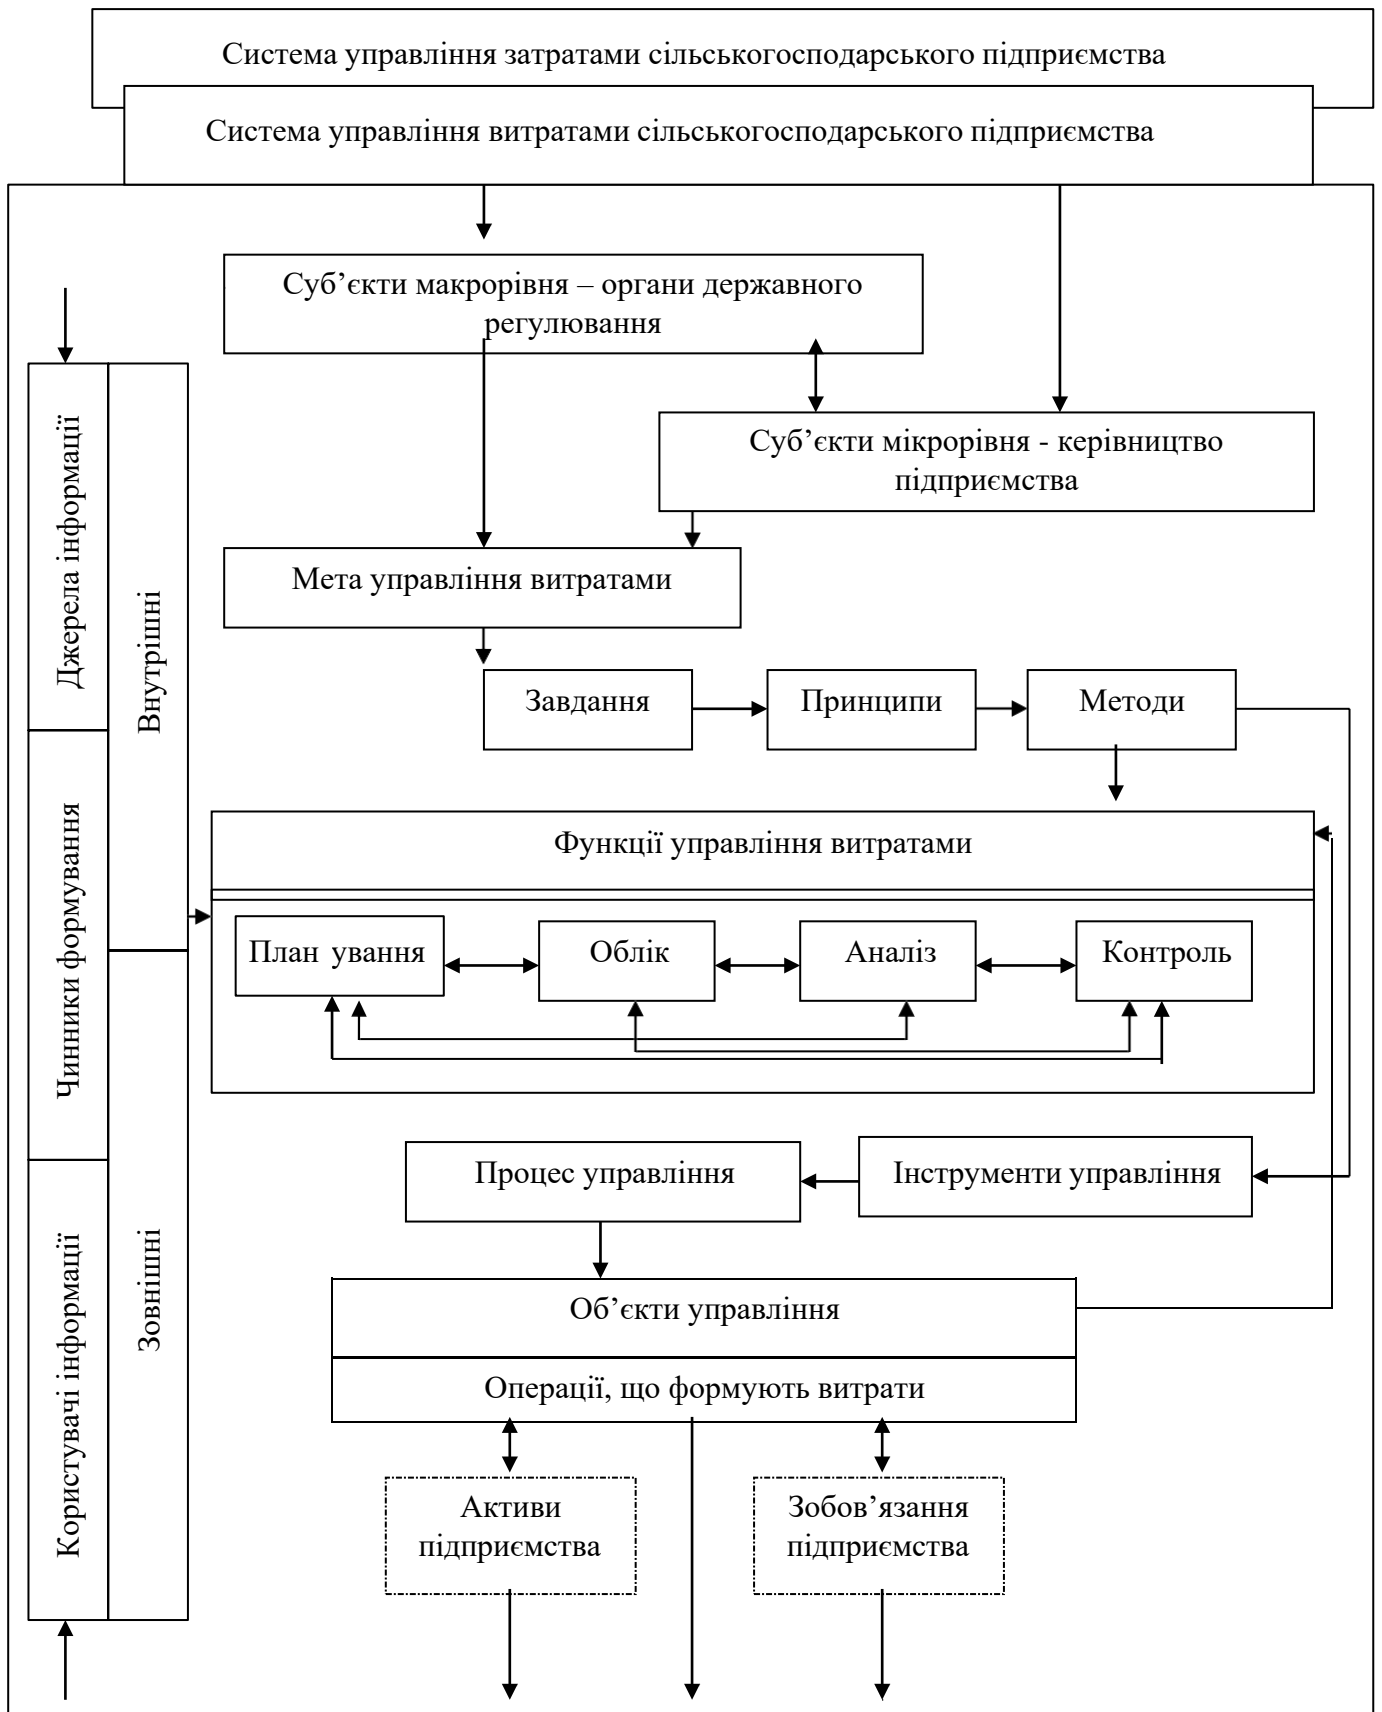 Система управління затратами сільськогосподарського підприємства
Система управління витратами сільськогосподарського підприємства
Суб’єкти макрорівня – органи державного
регулювання
Суб’єкти мікрорівня - керівництво
підприємства
Мета управління витратами
Завдання
Принципи
Методи
Джерела інформації
Чинники формування
Користувачі інформації
Внутрішні
Зовнішні
Функції управління витратами
План ування
Облік
Аналіз
Контроль
Процес управління
Інструменти управління
Об’єкти управління
Операції, що формують витрати
Активи
підприємства
Зобов’язання
підприємства